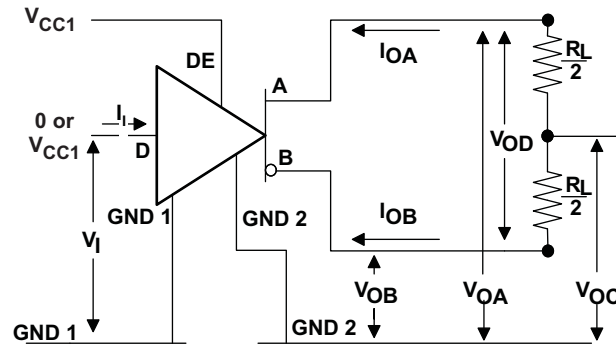 VCC1
DE
A
IOA
RL
2
0 or
VCC1
II
D
B
VOD
GND 1
GND 2
IOB
RL
2
VI
VOB
VOA
VOC
GND 1
GND 2